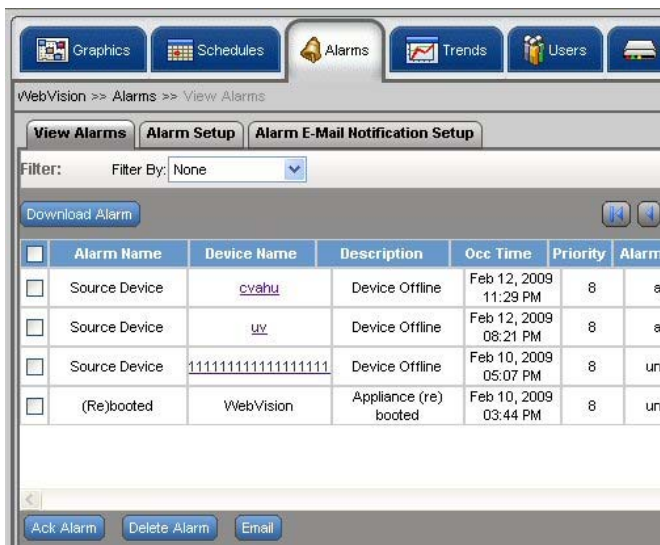 Graphics Schedules Alarms Trends Users
WebVision >> Alarms >> View Alarms
View Alarms Alarm Setup Alarm E-Mail Notification Setup
Filter: Filter By: None
Download Alarm
Alarm Name Device Name Description Occ Time Priority Alarm
Source Device cvahu Device Offline Feb 12, 2009 11:29 PM 8 a
Source Device uv Device Offline Feb 12, 2009 08:21 PM 8 a
Source Device Device Offline Feb 10, 2009 05:07 PM 8 un
(Re)booted WebVision Appliance (re) booted Feb 10, 2009 03:44 PM 8 un
Ack Alarm Delete Alarm Email